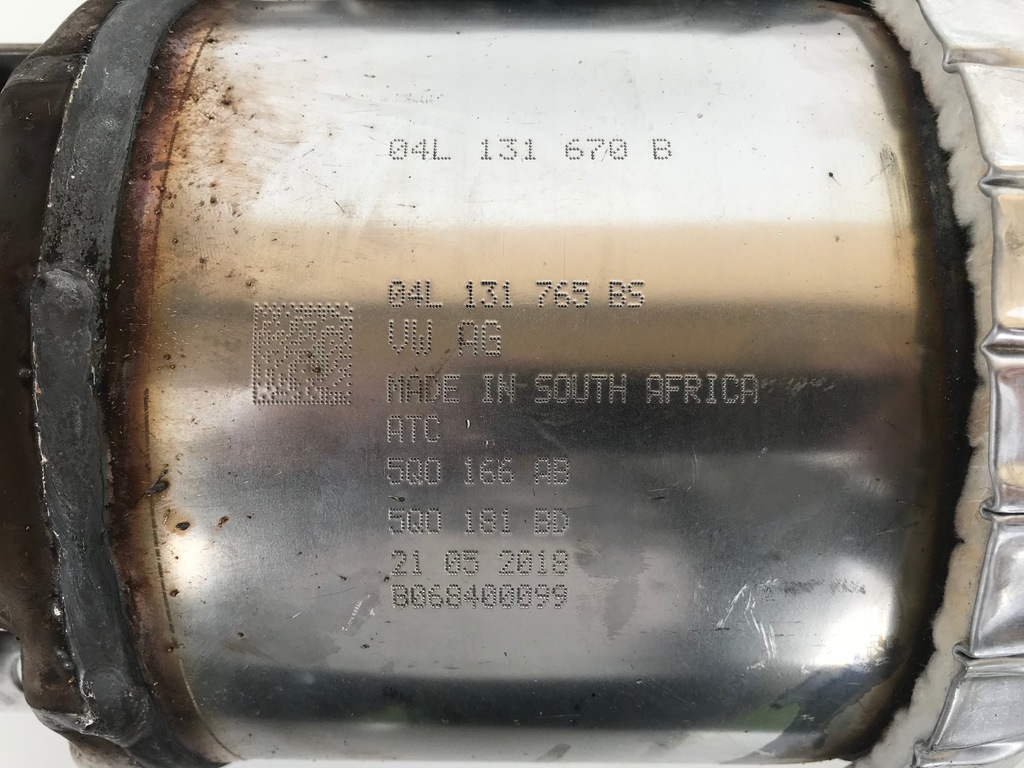 04L 131 670 B
04L 131 765 BS
VW AG
MADE IN SOUTH AFRICA
ATC
5Q0 166 AB
5Q0 181 BD
21 05 2018
B068400099